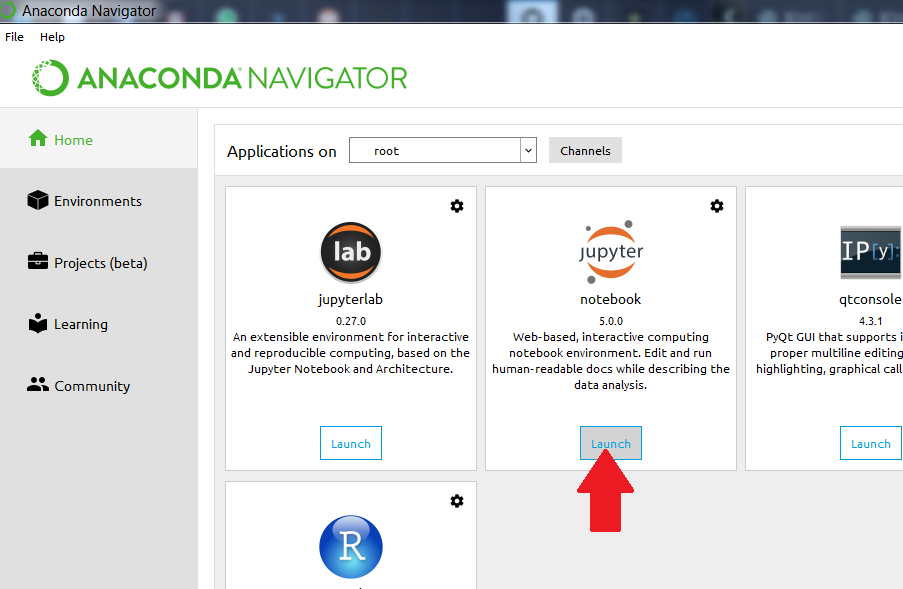 Anaconda Navigator
File Help
ANACONDA NAVIGATOR
Home
Environments
Projects (beta)
Learning
Community
Applications on root Channels
lab
jupyterlab
0.27.0
An extensible environment for interactive
and reproducible computing, based on the
Jupyter Notebook and Architecture.
Launch
jupyter
notebook
5.0.0
Web-based, interactive computing
notebook environment. Edit and run
human-readable docs while describing the
data analysis.
Launch
IP[y]:
qtconsole
4.3.1
PyQt GUI that supports i
proper multiline editing
highlighting, graphical call
Launch
R